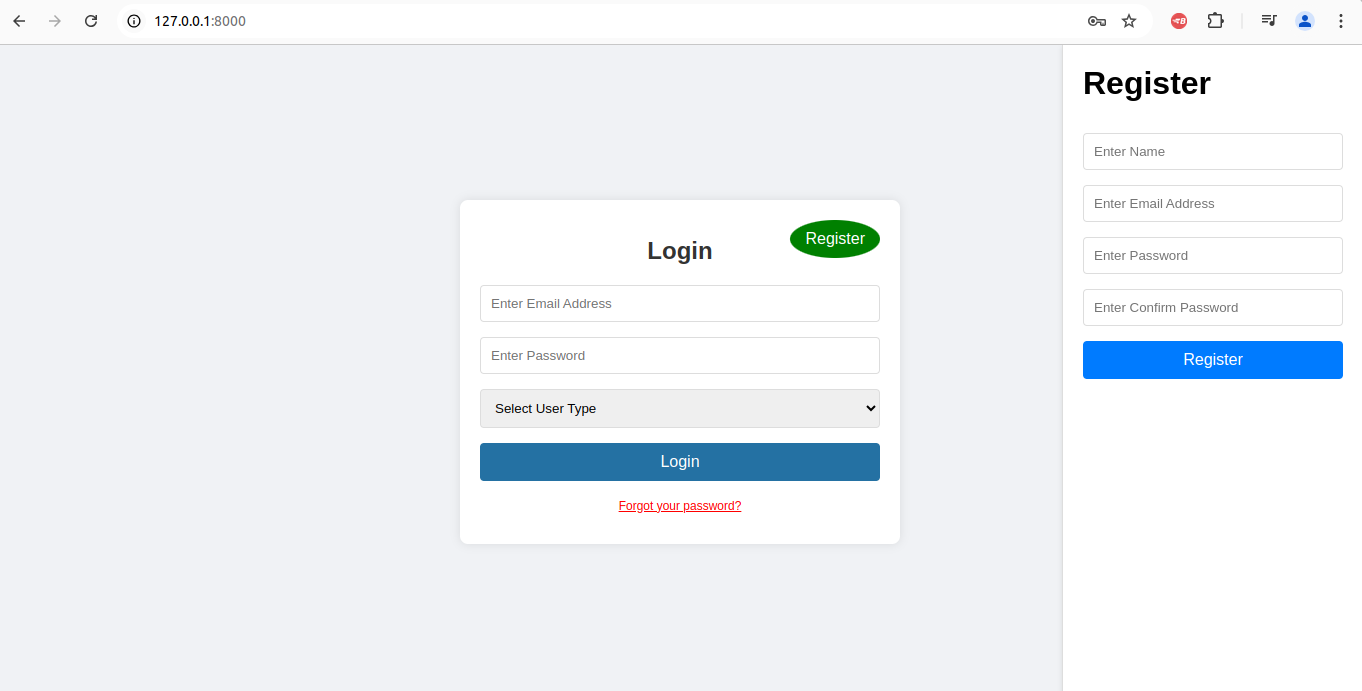 127.0.0.1:8000
Login
Register
Enter Email Address
Enter Password
Select User Type
Login
Forgot your password?
Register
Enter Name
Enter Email Address
Enter Password
Enter Confirm Password
Register